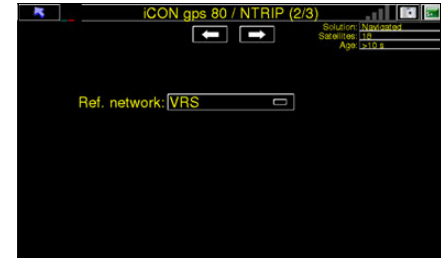 iCON gps 80 / NTRIP (2/3)
Solution: Navigated
Satellites: 18
Age: >10 s
Ref. network: VRS